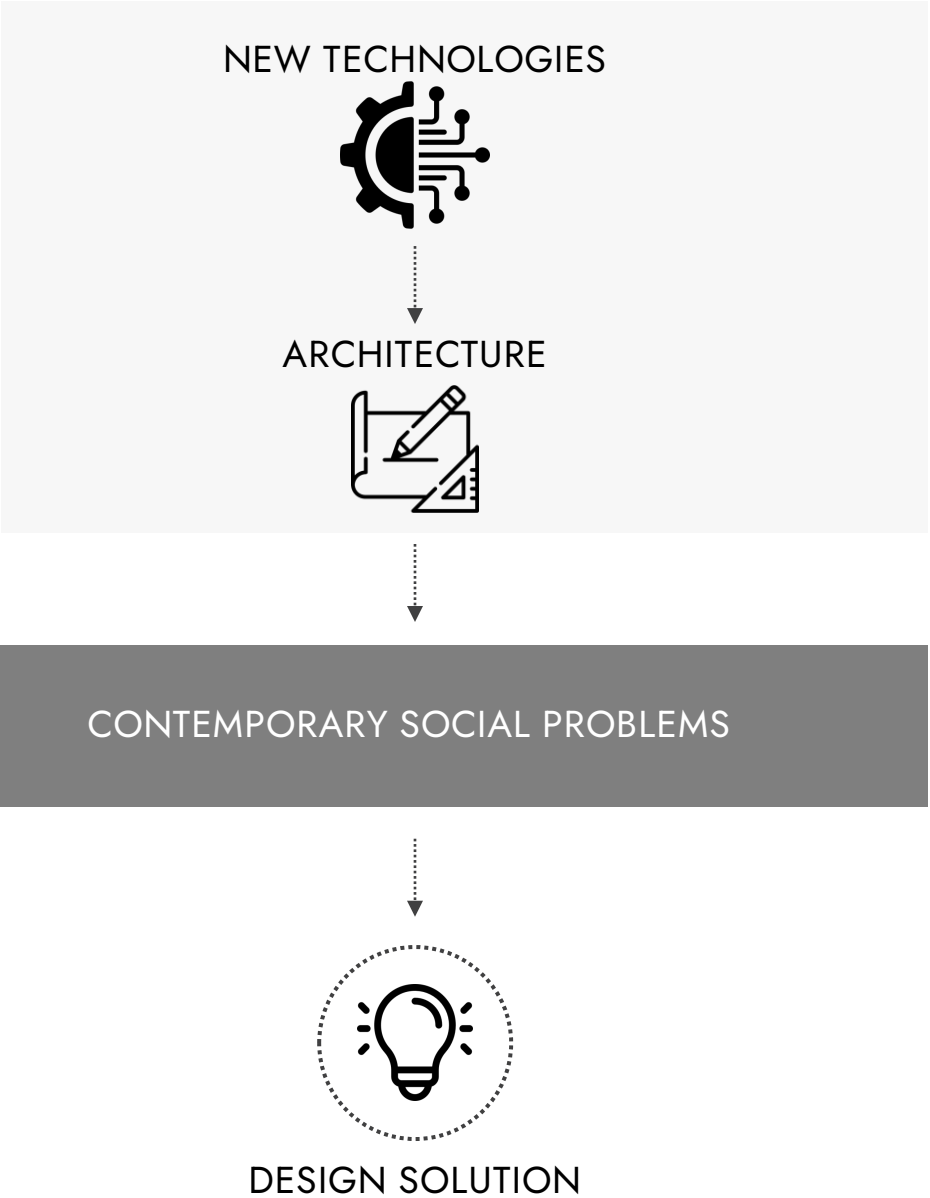 NEW TECHNOLOGIES
ARCHITECTURE
CONTEMPORARY SOCIAL PROBLEMS
DESIGN SOLUTION